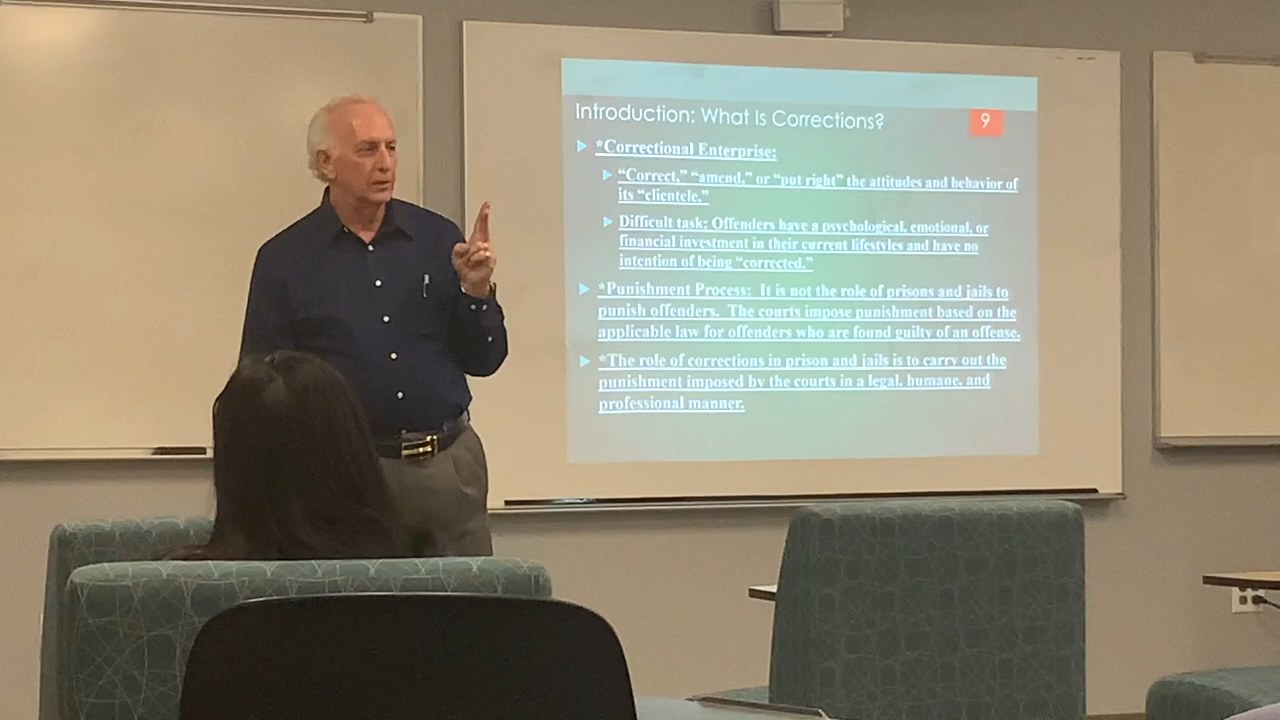 Introduction: What Is Corrections?
9
*Correctional Enterprise:
"Correct," "amend," or "put right" the attitudes and behavior of
its "clientele."
Difficult task: Offenders have a psychological, emotional, or
financial investment in their current lifestyles and have no
intention of being "corrected."
*Punishment Process: It is not the role of prisons and jails to
punish offenders. The courts impose punishment based on the
applicable law for offenders who are found guilty of an offense.
*The role of corrections in prison and jails is to carry out the
punishment imposed by the courts in a legal, humane, and
professional manner.